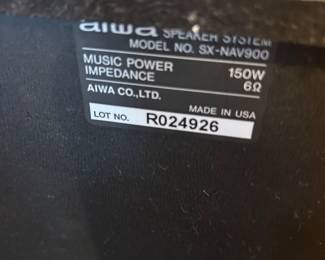 aiwa SPEAKER SYSTEM
MODEL NO. SX-NAV900
MUSIC POWER 150W
IMPEDANCE 6Ω
AIWA CO.,LTD.
MADE IN USA
LOT NO. R024926